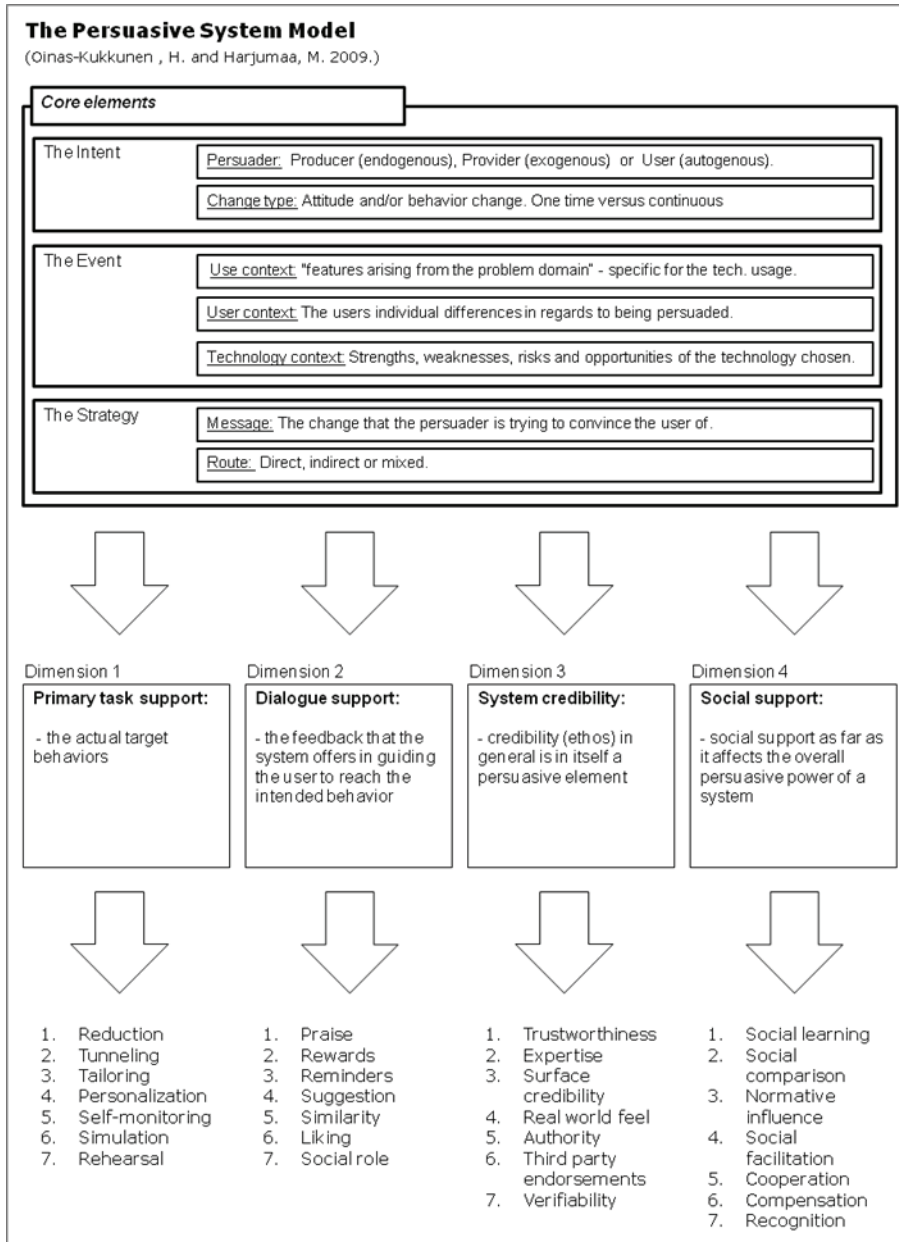 The Persuasive System Model
(Oinas-Kukkunen , H. and Harjumaa, M. 2009.)
Core elements
The Intent
Persuader: Producer (endogenous), Provider (exogenous) or User (autogenous).
Change type: Attitude and/or behavior change. One time versus continuous
The Event
Use context: "features arising from the problem domain" - specific for the tech. usage.
User context: The users individual differences in regards to being persuaded.
Technology context: Strengths, weaknesses, risks and opportunities of the technology chosen.
The Strategy
Message: The change that the persuader is trying to convince the user of.
Route: Direct, indirect or mixed.
Dimension 1
Primary task support:
- the actual target
behaviors
Dimension 2
Dialogue support:
- the feedback that the
system offers in guiding
the user to reach the
intended behavior
Dimension 3
System credibility:
- credibility (ethos) in
general is in itself a
persuasive element
Dimension 4
Social support:
- social support as far as
it affects the overall
persuasive power of a
system
1. Reduction
2. Tunneling
3. Tailoring
4. Personalization
5. Self-monitoring
6. Simulation
7. Rehearsal
1. Praise
2. Rewards
3. Reminders
4. Suggestion
5. Similarity
6. Liking
7. Social role
1. Trustworthiness
2. Expertise
3. Surface
credibility
4. Real world feel
5. Authority
6. Third party
endorsements
7. Verifiability
1. Social learning
2. Social
comparison
3. Normative
influence
4. Social
facilitation
5. Cooperation
6. Compensation
7. Recognition